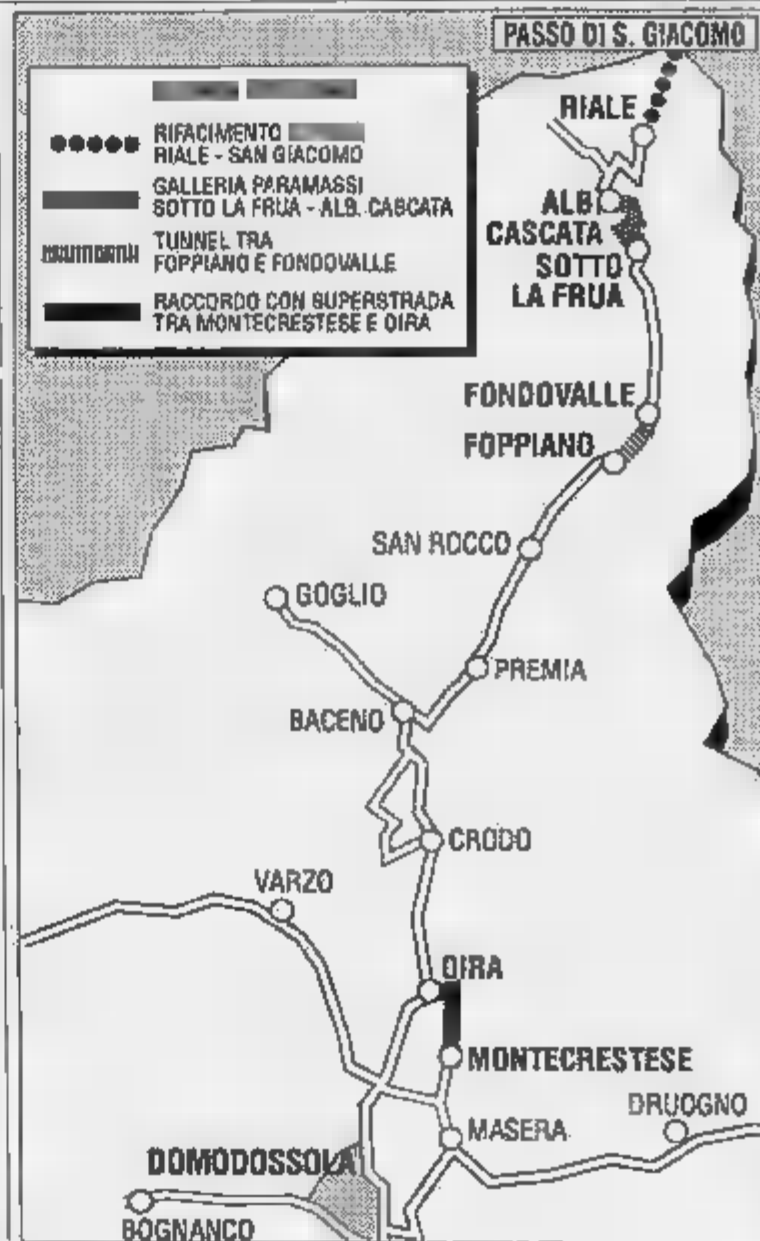 PASSO DI S. GIACOMO
RIFACIMENTO
RIALE - SAN GIACOMO
GALLERIA PARAMASSI
SOTTO LA FRUA - ALB. CASCATA
TUNNEL TRA
FOPPIANO E FONDOVALLE
RACCORDO CON SUPERSTRADA
TRA MONTECRESTESE E OIRA
RIALE
ALB.
CASCATA
SOTTO
LA FRUA
FONDOVALLE
FOPPIANO
SAN ROCCO
GOGLIO
PREMIA
BACENO
CRODO
VARZO
OIRA
MONTECRESTESE
DRUOGNO
MASERA
DOMODOSSOLA
BOGNANCO